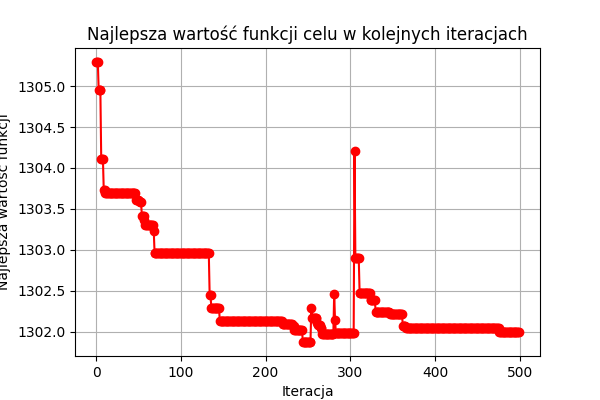 Najlepsza wartość funkcji celu w kolejnych iteracjach
Najlepsza wartość funkcji
1305.0
1304.5
1304.0
1303.5
1303.0
1302.5
1302.0
0 100 200 300 400 500
Iteracja